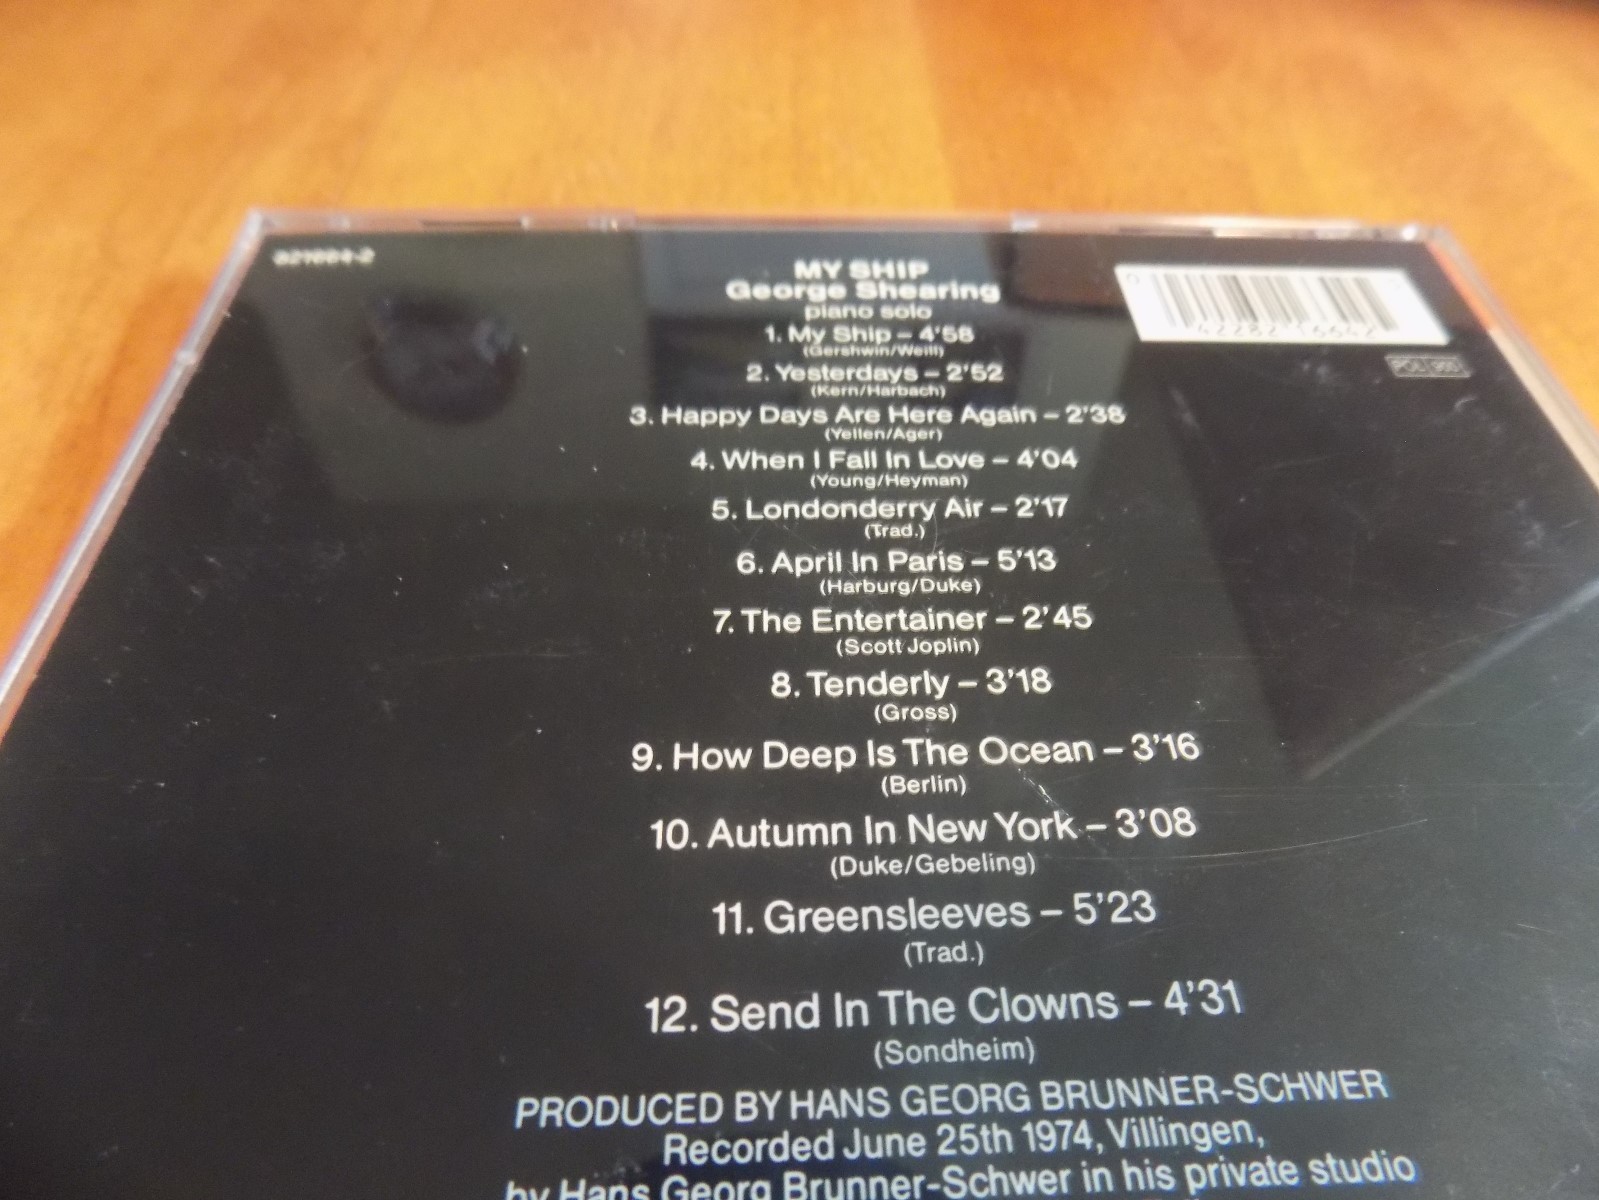 821664-2
MY SHIP
George Shearing
piano solo
1. My Ship – 4'58
(Gershwin/Weill)
2. Yesterdays – 2'52
(Kern/Harbach)
3. Happy Days Are Here Again – 2'38
(Yellen/Ager)
4. When I Fall In Love – 4'04
(Young/Heyman)
5. Londonderry Air – 2'17
(Trad.)
6. April In Paris – 5'13
(Harburg/Duke)
7. The Entertainer – 2'45
(Scott Joplin)
8. Tenderly – 3'18
(Gross)
9. How Deep Is The Ocean – 3'16
(Berlin)
10. Autumn In New York – 3'08
(Duke/Gebeling)
11. Greensleeves – 5'23
(Trad.)
12. Send In The Clowns – 4'31
(Sondheim)
PRODUCED BY HANS GEORG BRUNNER-SCHWER
Recorded June 25th 1974, Villingen,
by Hans Georg Brunner-Schwer in his private studio
42282 16642